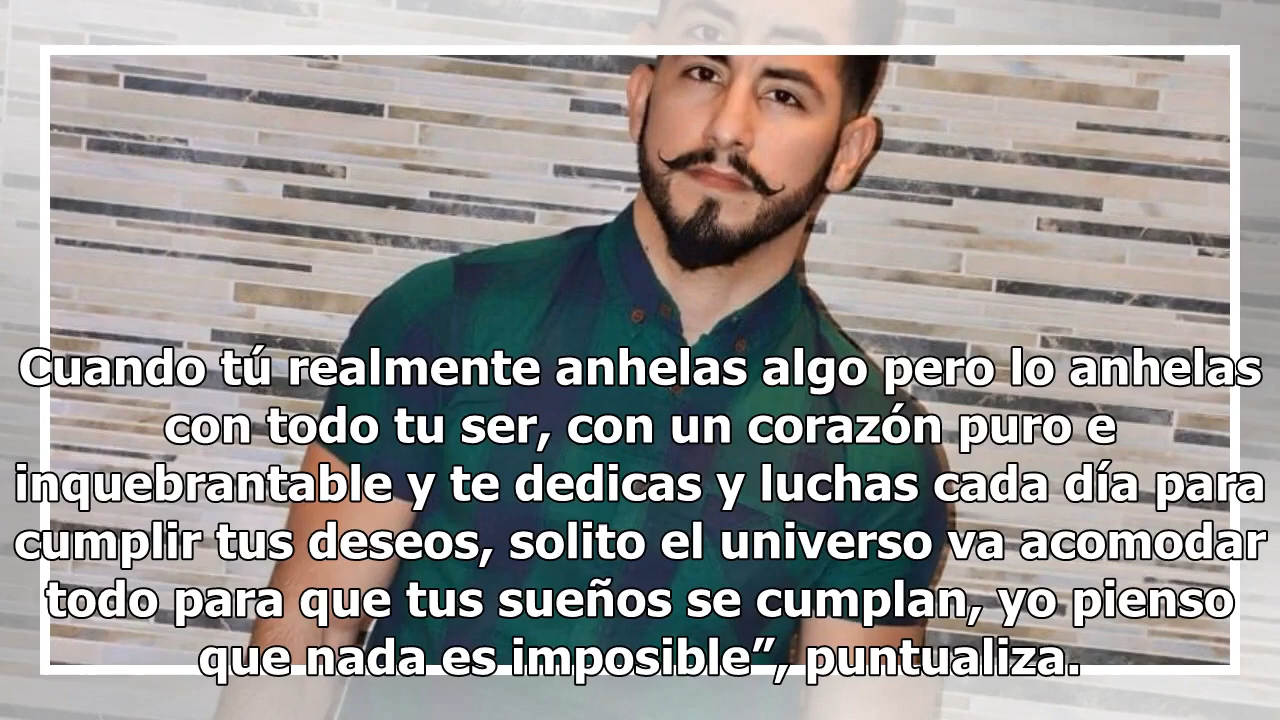 Cuando tú realmente anhelas algo pero lo anhelas
con todo tu ser, con un corazón puro e
inquebrantable y te dedicas y luchas cada día para
cumplir tus deseos, solito el universo va acomodar
todo para que tus sueños se cumplan, yo pienso
que nada es imposible”, puntualiza.